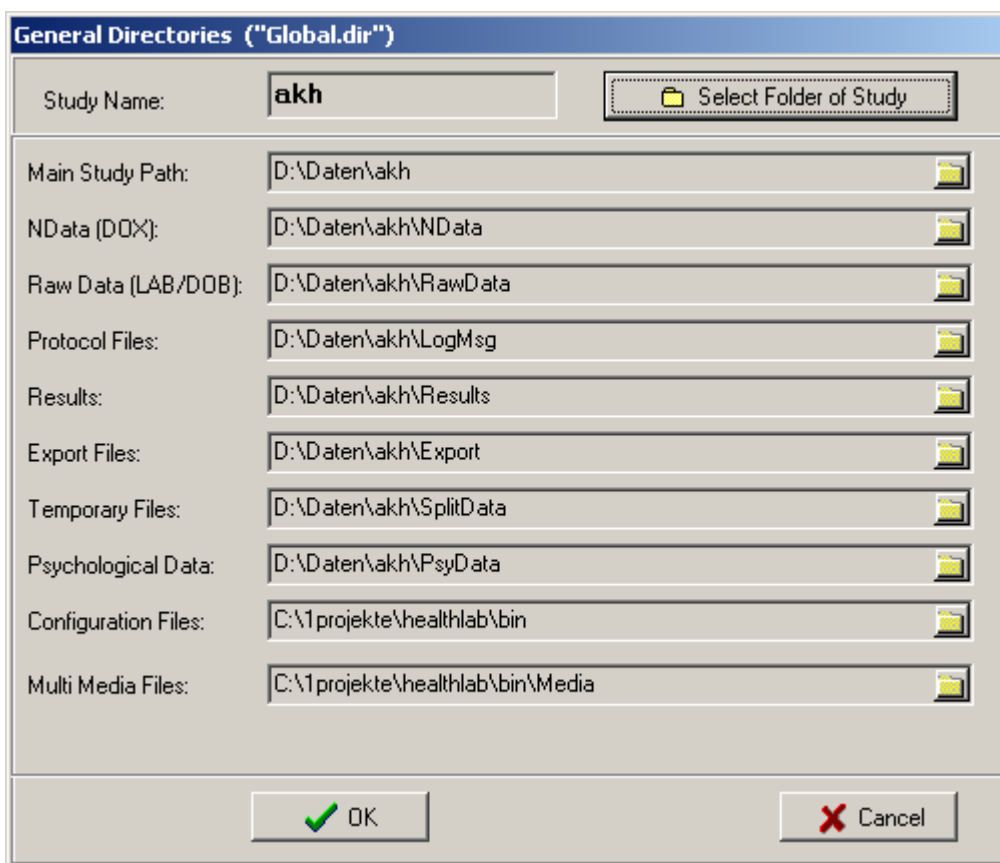 General Directories ("Global.dir")
Study Name: akh Select Folder of Study
Main Study Path: D:\Daten\akh
NData (DOX): D:\Daten\akh\NData
Raw Data (LAB/DOB): D:\Daten\akh\RawData
Protocol Files: D:\Daten\akh\LogMsg
Results: D:\Daten\akh\Results
Export Files: D:\Daten\akh\Export
Temporary Files: D:\Daten\akh\SplitData
Psychological Data: D:\Daten\akh\PsyData
Configuration Files: C:\1projekte\healthlab\bin
Multi Media Files: C:\1projekte\healthlab\bin\Media
OK Cancel